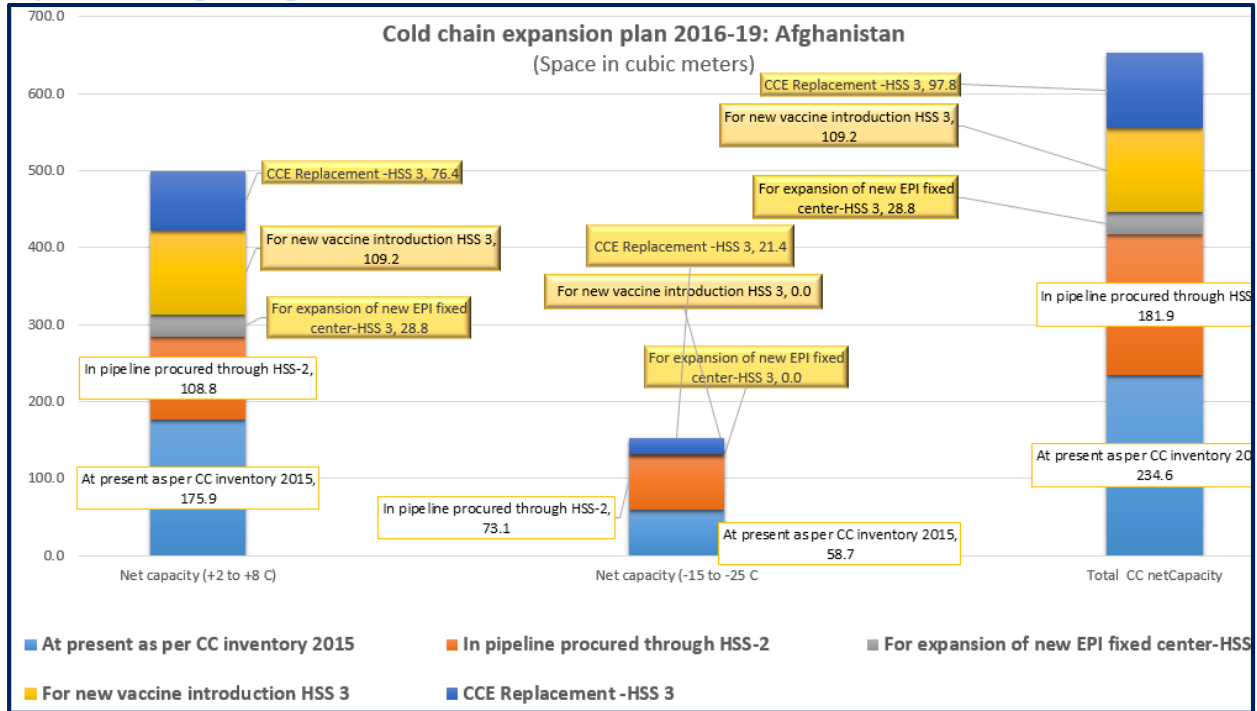 Cold chain expansion plan 2016-19: Afghanistan
(Space in cubic meters)
700.0
600.0
500.0
400.0
300.0
200.0
100.0
0.0
CCE Replacement -HSS 3, 76.4
For new vaccine introduction HSS 3,
109.2
For expansion of new EPI fixed
center-HSS 3, 28.8
In pipeline procured through HSS-2,
108.8
At present as per CC inventory 2015,
175.9
CCE Replacement -HSS 3, 21.4
For new vaccine introduction HSS 3, 0.0
For expansion of new EPI fixed
center-HSS 3, 0.0
In pipeline procured through HSS-2,
73.1
At present as per CC inventory 2015,
58.7
CCE Replacement -HSS 3, 97.8
For new vaccine introduction HSS 3,
109.2
For expansion of new EPI fixed
center-HSS 3, 28.8
In pipeline procured through HSS
181.9
At present as per CC inventory 20
234.6
Net capacity (+2 to +8 C)
Net capacity (-15 to -25 C
Total CC netCapacity
At present as per CC inventory 2015
In pipeline procured through HSS-2
For expansion of new EPI fixed center-HSS
For new vaccine introduction HSS 3
CCE Replacement -HSS 3